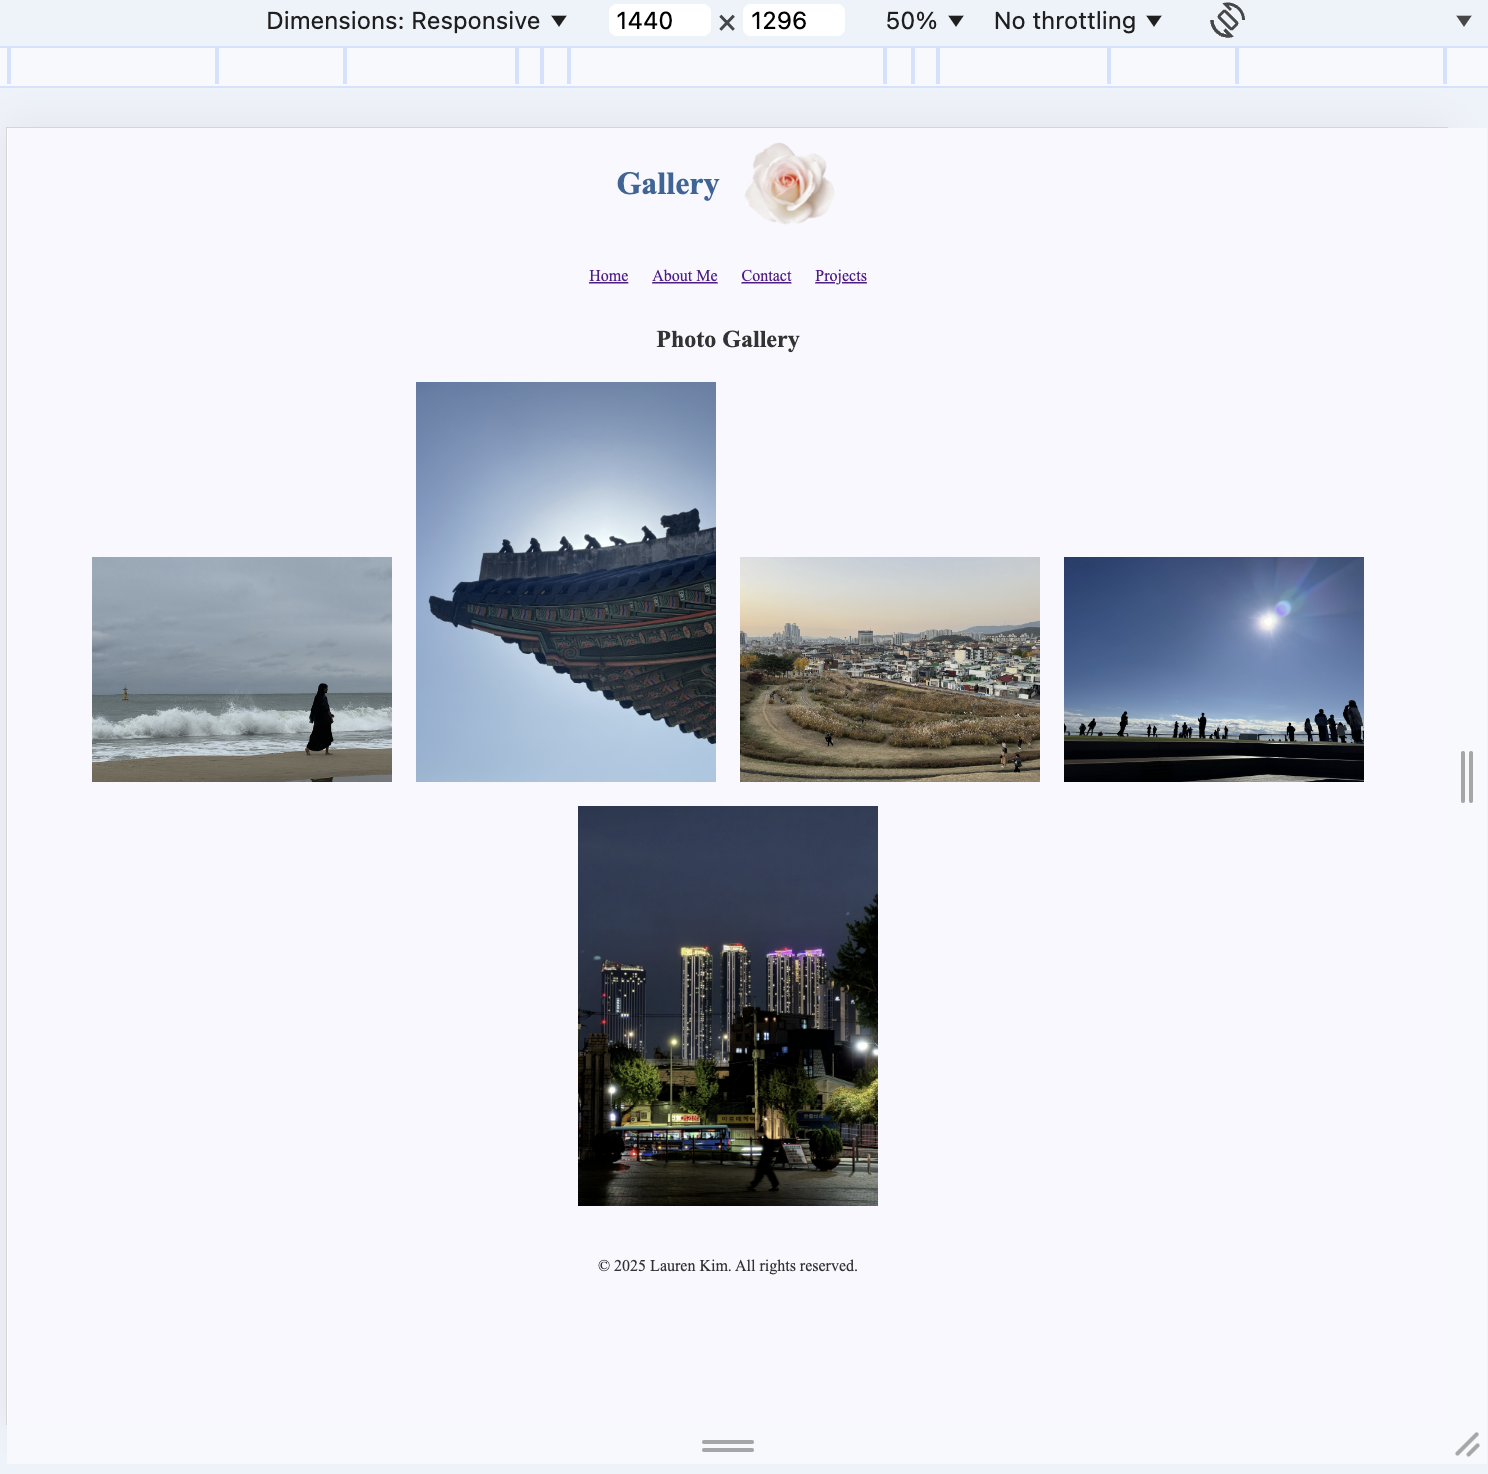 Dimensions: Responsive ▼ 1440 × 1296 50% ▼ No throttling ▼
Gallery
Home About Me Contact Projects
Photo Gallery
© 2025 Lauren Kim. All rights reserved.